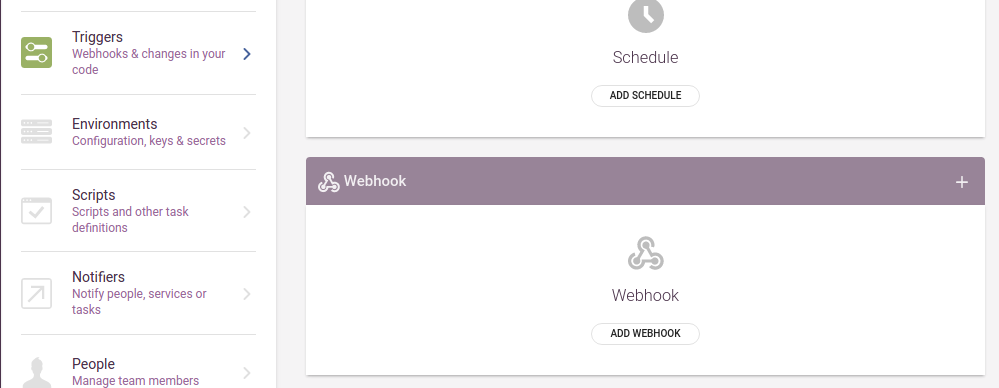 Triggers
Webhooks & changes in your
code
Environments
Configuration, keys & secrets
Scripts
Scripts and other task
definitions
Notifiers
Notify people, services or
tasks
People
Manage team members
Schedule
ADD SCHEDULE
Webhook
Webhook
ADD WEBHOOK